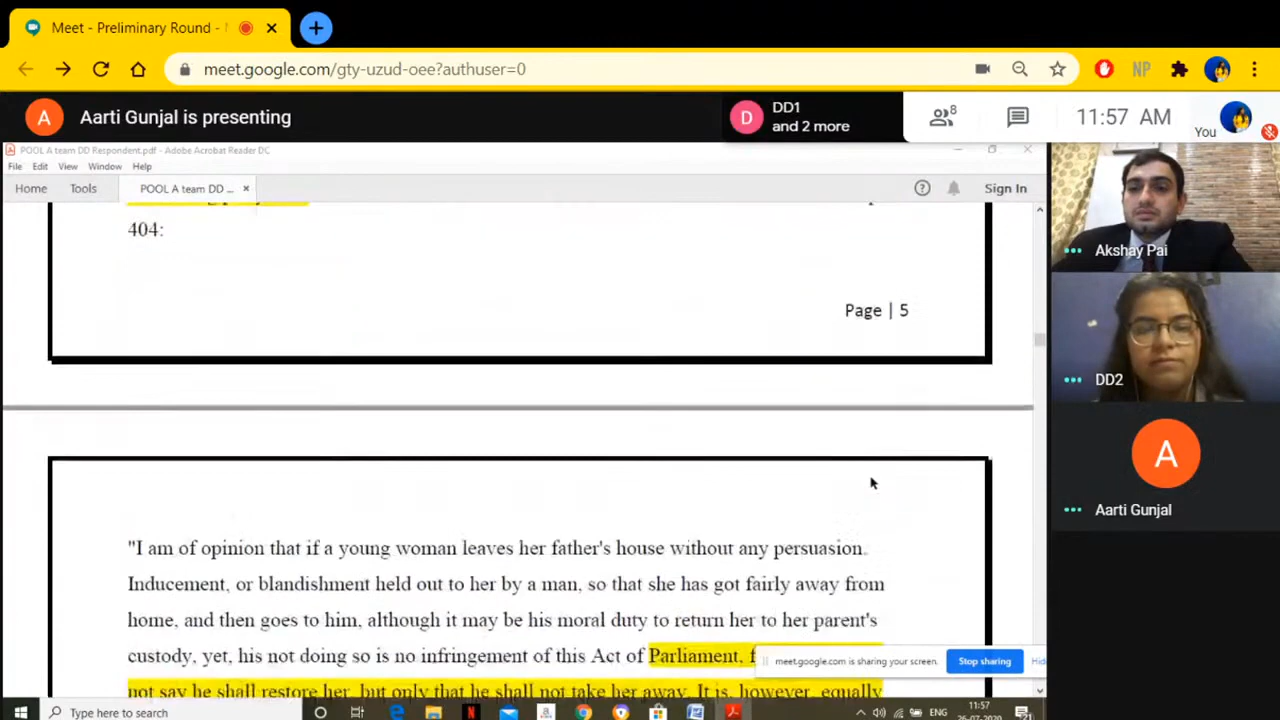 Meet - Preliminary Round -
meet.google.com/gty-uzud-oee?authuser=0
NP
A Aarti Gunjal is presenting
D DD1
and 2 more
8
11:57 AM
You
POOL A team DD Respondent.pdf - Adobe Acrobat Reader DC
File Edit View Window Help
Home Tools POOL A team DD ... Sign In
404:
Page | 5
"I am of opinion that if a young woman leaves her father's house without any persuasion.
Inducement, or blandishment held out to her by a man, so that she has got fairly away from
home, and then goes to him, although it may be his moral duty to return her to her parent's
custody, yet, his not doing so is no infringement of this Act of Parliament, f
not say he shall restore her, but only that he shall not take her away. It is, however, equally
meet.google.com is sharing your screen. Stop sharing Hide
Akshay Pai
DD2
A
Aarti Gunjal
Type here to search
ENG
11:57
26-07-2020
21